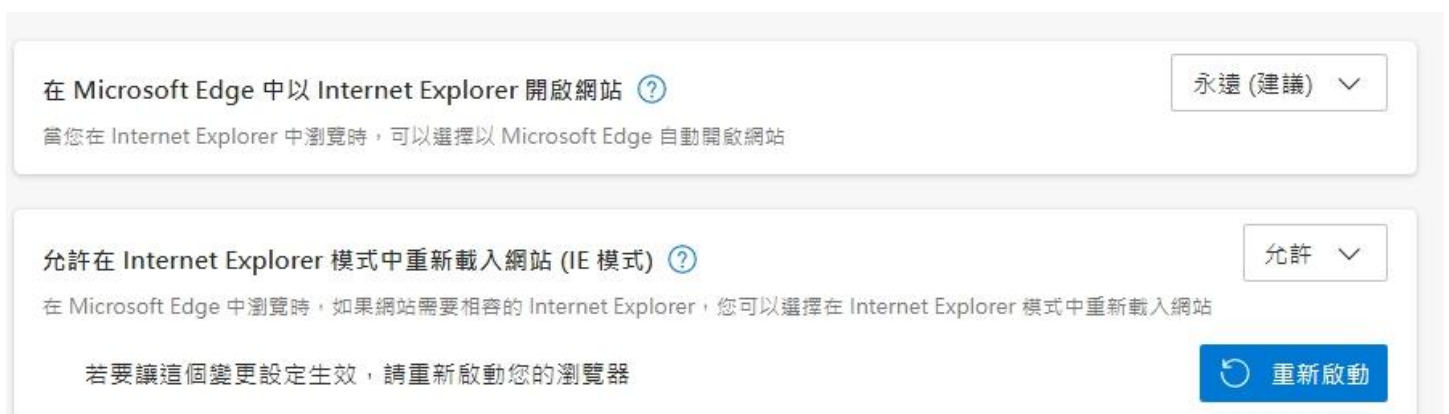 在 Microsoft Edge 中以 Internet Explorer 開啟網站
永遠 (建議)
當您在 Internet Explorer 中瀏覽時，可以選擇以 Microsoft Edge 自動開啟網站
允許在 Internet Explorer 模式中重新載入網站 (IE 模式)
允許
在 Microsoft Edge 中瀏覽時，如果網站需要相容的 Internet Explorer，您可以選擇在 Internet Explorer 模式中重新載入網站
若要讓這個變更設定生效，請重新啟動您的瀏覽器
重新啟動